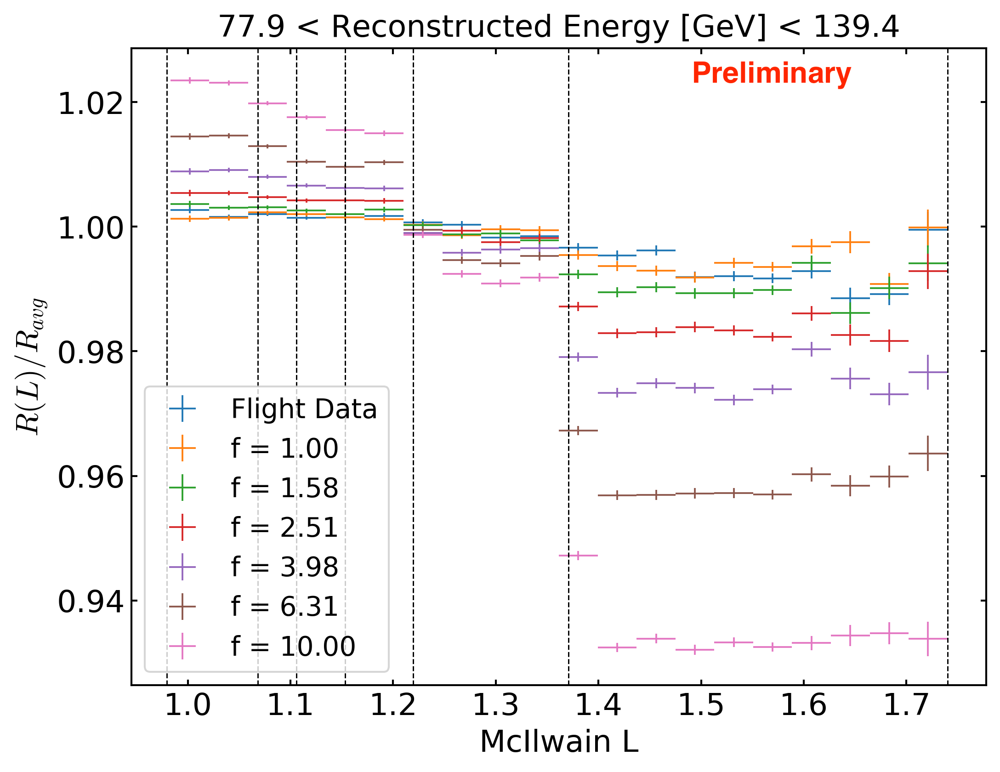 77.9 < Reconstructed Energy [GeV] < 139.4
Preliminary
1.02
1.00
0.98
0.96
0.94
R(L)/R_{avg}
Flight Data
f = 1.00
f = 1.58
f = 2.51
f = 3.98
f = 6.31
f = 10.00
1.0 1.1 1.2 1.3 1.4 1.5 1.6 1.7
McIlwain L